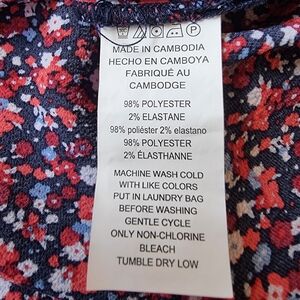 MADE IN CAMBODIA
HECHO EN CAMBOYA
FABRIQUÉ AU
CAMBODGE
98% POLYESTER
2% ELASTANE
98% poliéster 2% elastano
98% POLYESTER
2% ÉLASTHANNE
MACHINE WASH COLD
WITH LIKE COLORS
PUT IN LAUNDRY BAG
BEFORE WASHING
GENTLE CYCLE
ONLY NON-CHLORINE
BLEACH
TUMBLE DRY LOW